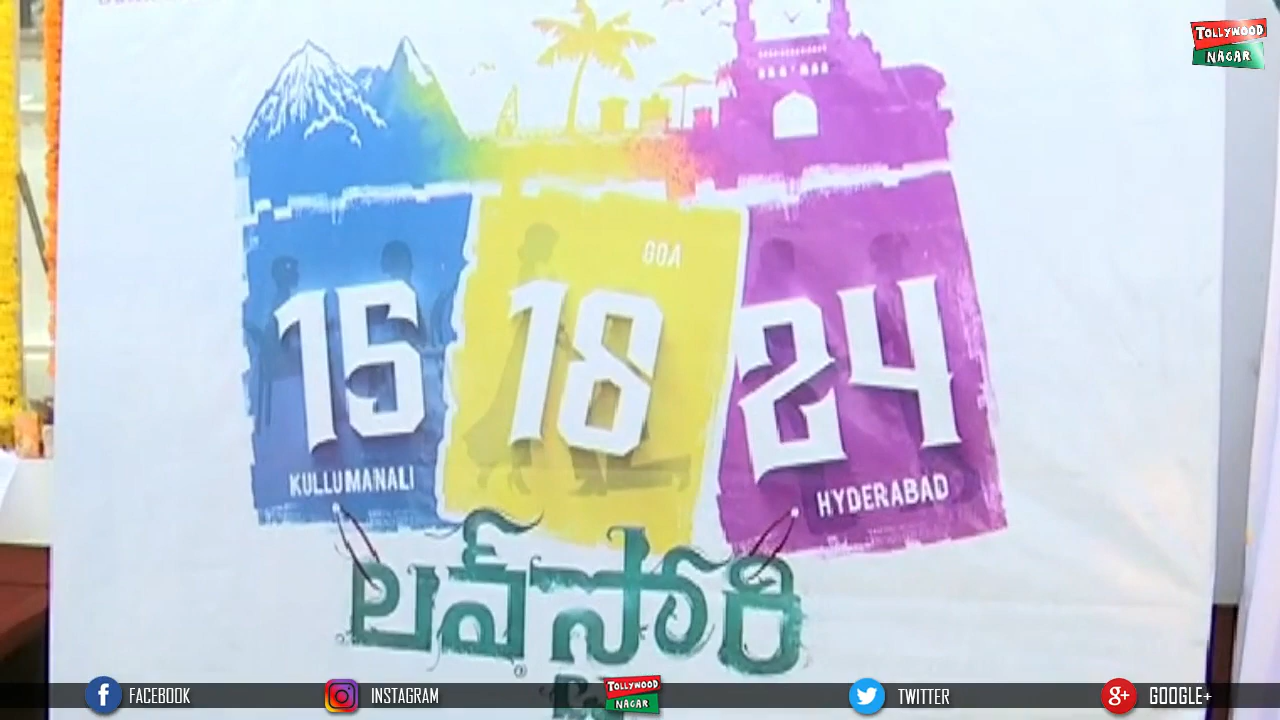 TOLLYWOOD
NAGAR
GOA
15 18 24
KULLUMANALI
HYDERABAD
లవ్ స్టోరి
FACEBOOK INSTAGRAM TOLLYWOOD NAGAR TWITTER GOOGLE+